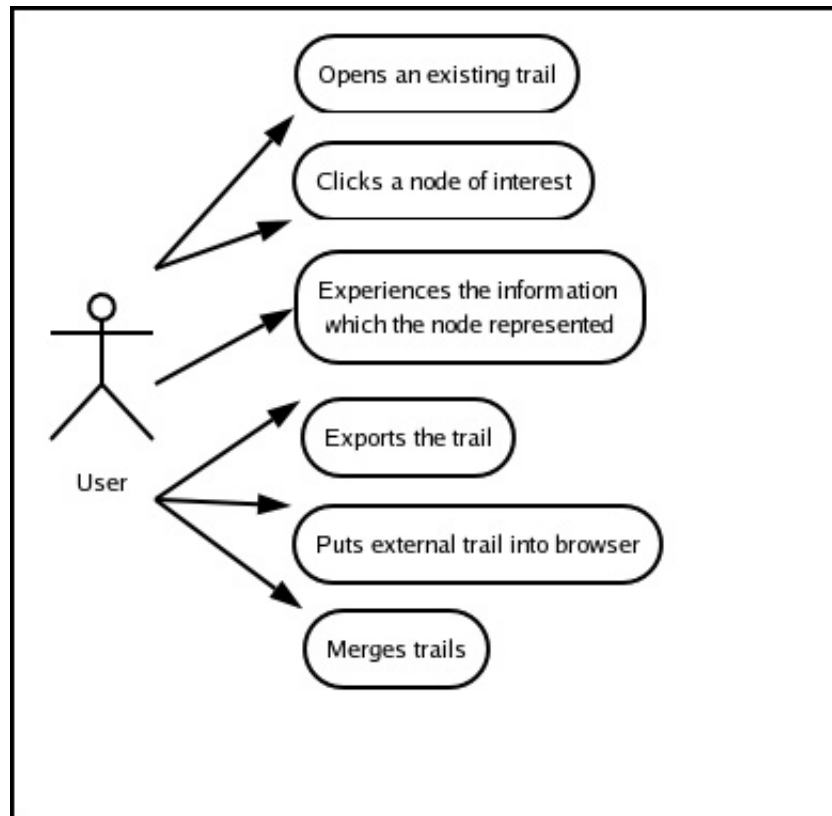 Opens an existing trail
Clicks a node of interest
Experiences the information
which the node represented
Exports the trail
User
Puts external trail into browser
Merges trails